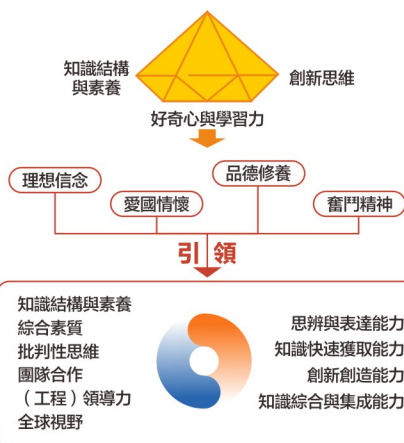 知識結構
與素養
創新思維
好奇心與學習力
理想信念
愛國情懷
品德修養
奮鬥精神
引領
知識結構與素養
綜合素質
批判性思維
團隊合作
（工程）領導力
全球視野
思辨與表達能力
知識快速獲取能力
創新創造能力
知識綜合與集成能力